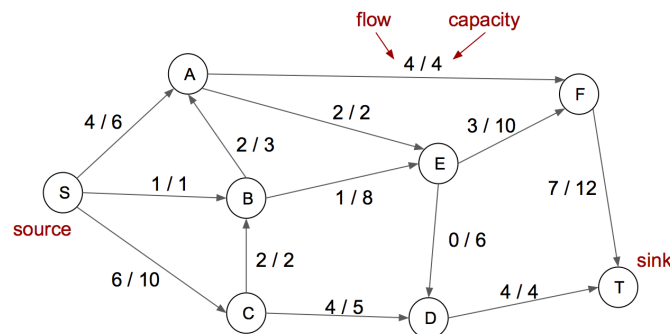 flow
capacity
4 / 4
A
F
4 / 6
2 / 2
3 / 10
2 / 3
E
S
1 / 1
B
1 / 8
7 / 12
source
0 / 6
sink
2 / 2
6 / 10
T
C
4 / 5
D
4 / 4